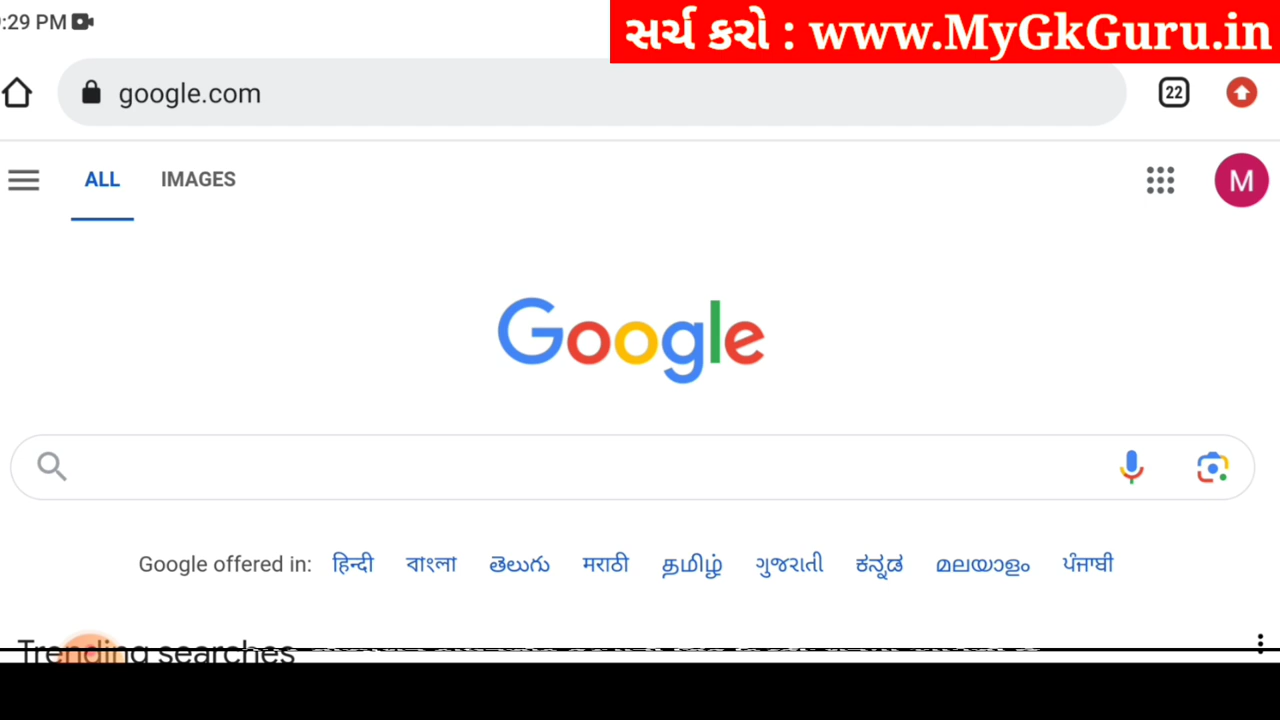 :29 PM
સર્ચ કરો : www.MyGkGuru.in
google.com
22
ALL IMAGES
M
Google
Google offered in: हिन्दी বাংলা తెలుగు मराठी தமிழ் ગુજરાતી ಕನ್ನಡ മലയാളം ਪੰਜਾਬੀ
Trending searches